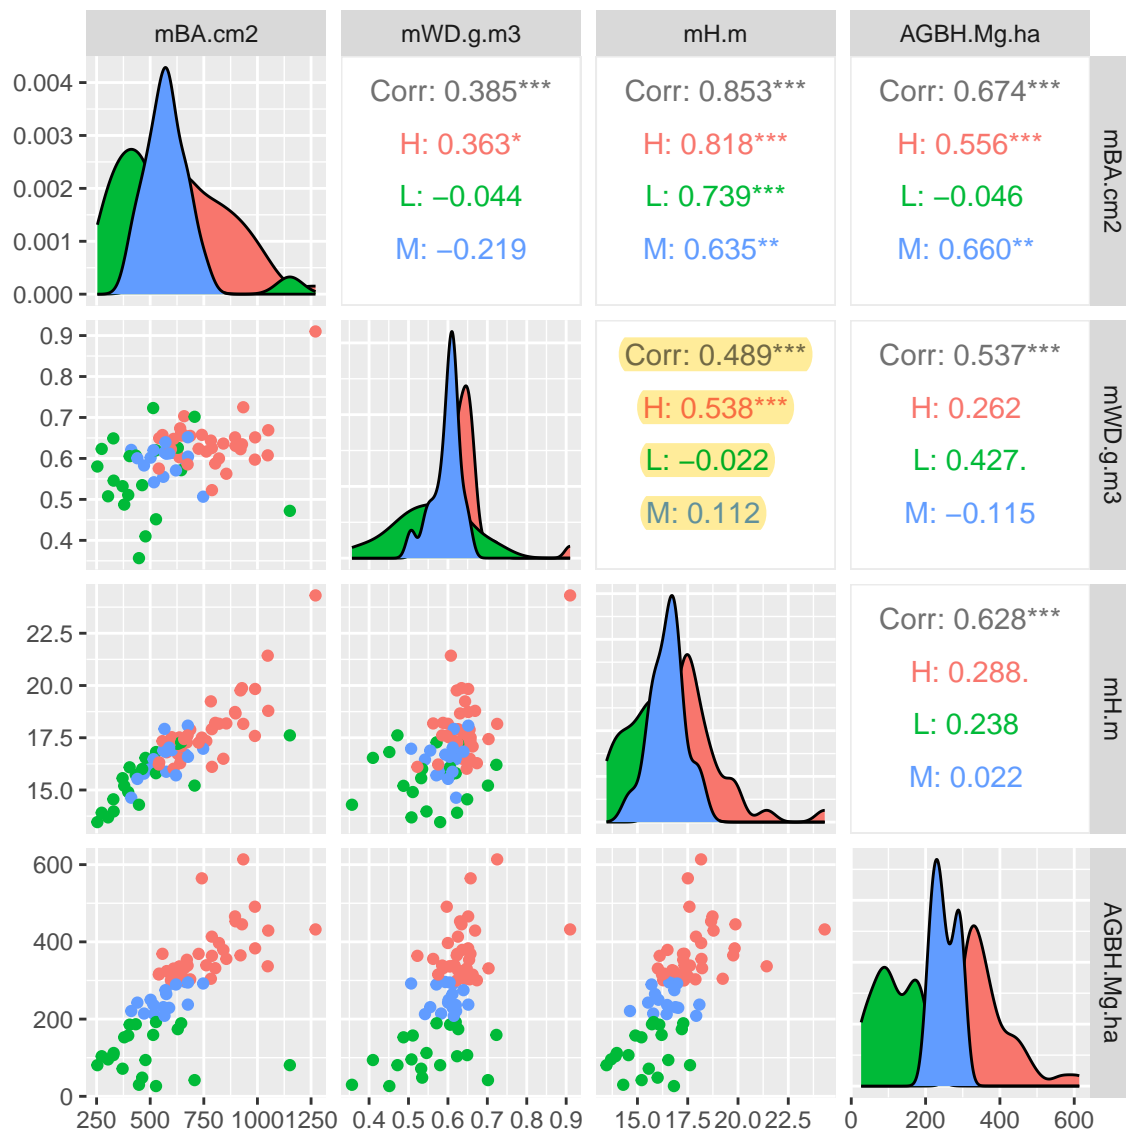 mBA.cm2 mWD.g.m3 mH.m AGBH.Mg.ha
0.004
0.003
0.002
0.001
0.000
Corr: 0.385***
H: 0.363*
L: −0.044
M: −0.219
Corr: 0.853***
H: 0.818***
L: 0.739***
M: 0.635**
Corr: 0.674***
H: 0.556***
L: −0.046
M: 0.660**
mBA.cm2
0.9
0.8
0.7
0.6
0.5
0.4
Corr: 0.489***
H: 0.538***
L: −0.022
M: 0.112
Corr: 0.537***
H: 0.262
L: 0.427.
M: −0.115
mWD.g.m3
22.5
20.0
17.5
15.0
Corr: 0.628***
H: 0.288.
L: 0.238
M: 0.022
mH.m
600
400
200
0
AGBH.Mg.ha
250 500 750 1000 1250 0.4 0.5 0.6 0.7 0.8 0.9 15.0 17.5 20.0 22.5 0 200 400 600